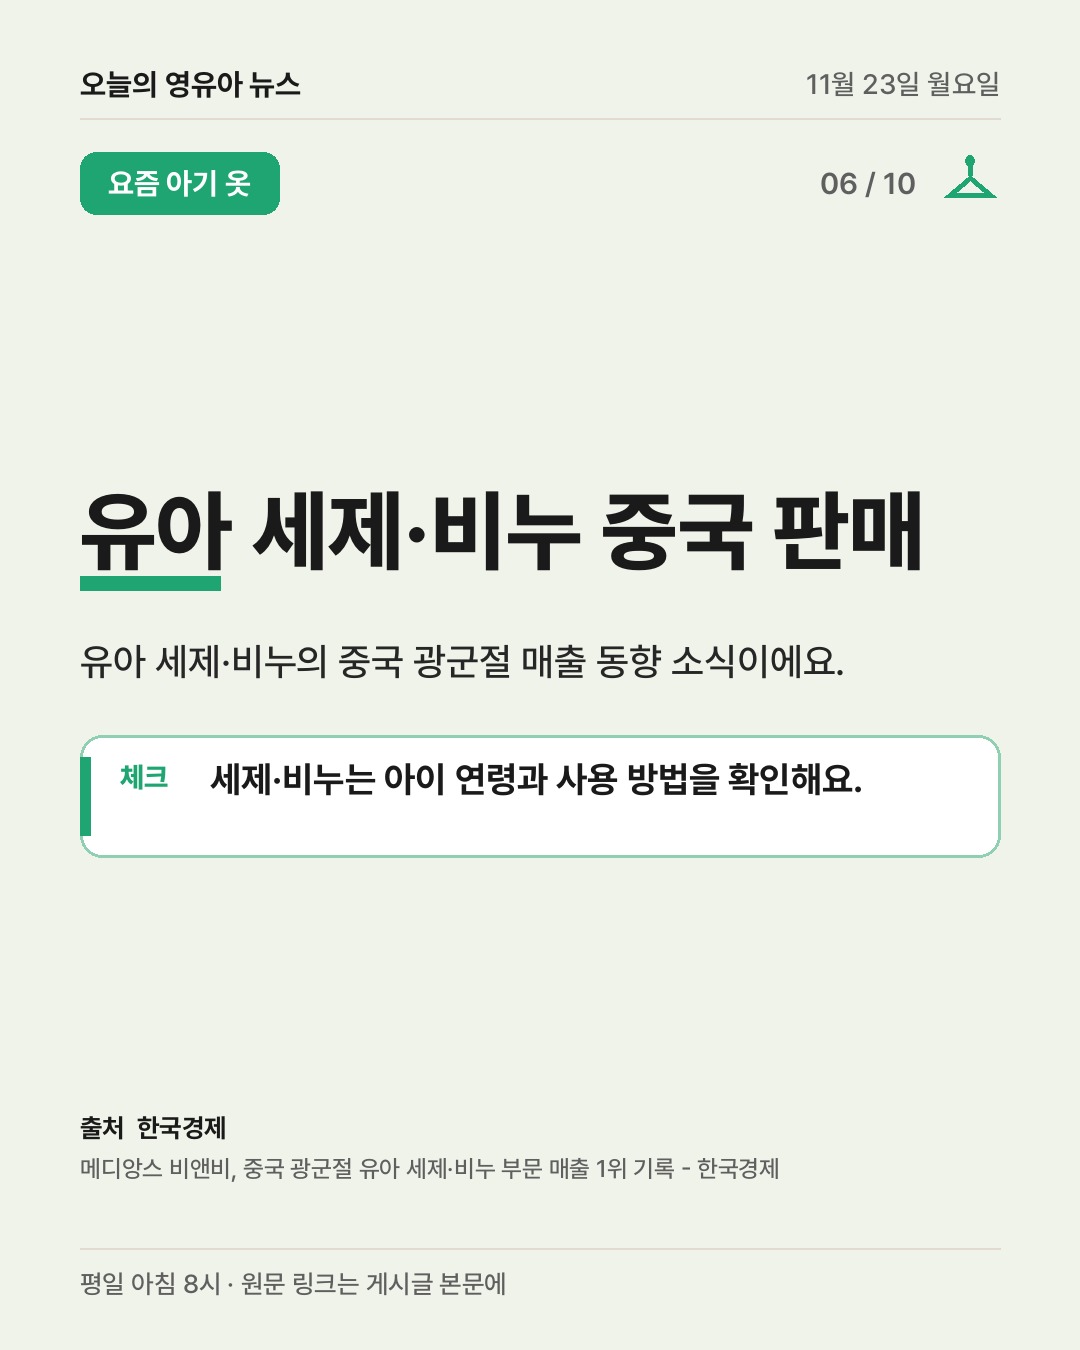 오늘의 영유아 뉴스
11월 23일 월요일
요즘 아기 옷
06 / 10
유아 세제·비누 중국 판매
유아 세제·비누의 중국 광군절 매출 동향 소식이에요.
체크 세제·비누는 아이 연령과 사용 방법을 확인해요.
출처 한국경제
메디앙스 비앤비, 중국 광군절 유아 세제·비누 부문 매출 1위 기록 - 한국경제
평일 아침 8시 · 원문 링크는 게시글 본문에